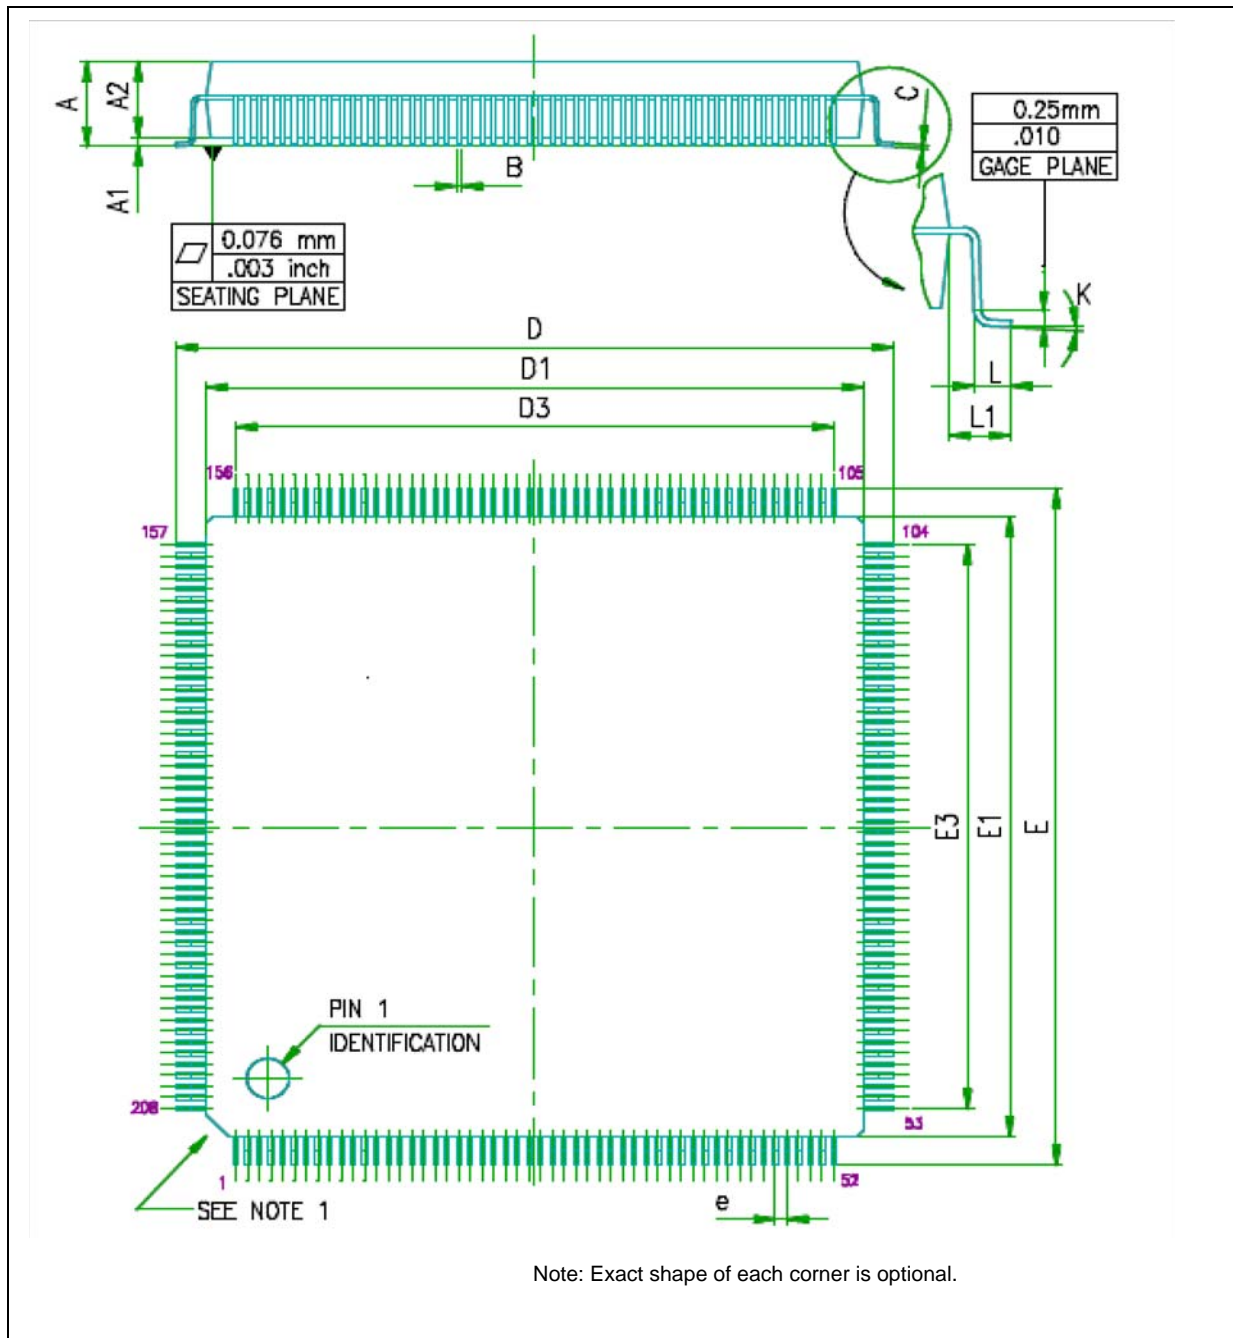 A
A2
A1
B
C
0.25mm
.010
GAGE PLANE
0.076 mm
.003 inch
SEATING PLANE
K
L
L1
D
D1
D3
156
105
157
104
E3
E1
E
PIN 1
IDENTIFICATION
208
53
1
52
SEE NOTE 1
e
Note: Exact shape of each corner is optional.